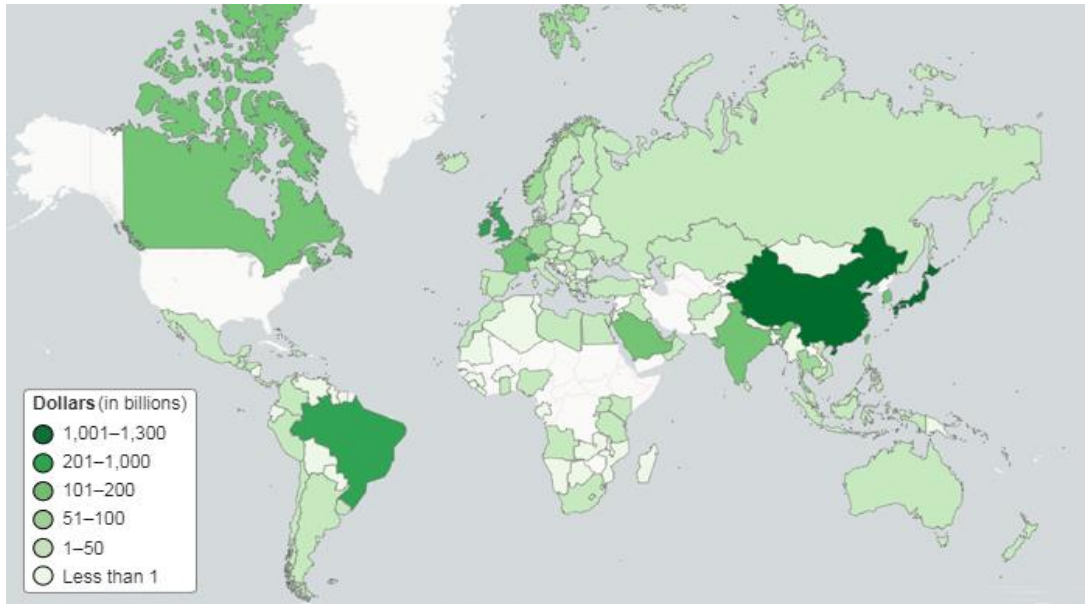 Dollars (in billions)
1,001–1,300
201–1,000
101–200
51–100
1–50
Less than 1